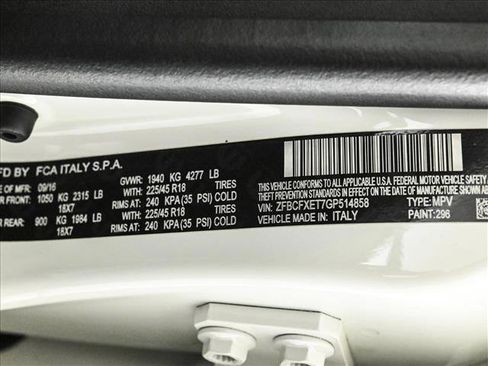 FD BY FCA ITALY S.P.A.
OF MFR: 09/16 GVWR: 1940 KG 4277 LB
FRONT: 1050 KG 2315 LB WITH 225/45 R18 TIRES
18X7 RIMS AT: 240 KPA(35 PSI) COLD
REAR: 900 KG 1984 LB WITH 225/45 R18 TIRES
18X7 RIMS AT: 240 KPA(35 PSI) COLD
THIS VEHICLE CONFORMS TO ALL APPLICABLE U.S.A. FEDERAL MOTOR VEHICLE SAFETY
PREVENTION STANDARDS IN EFFECT ON THE DATE OF MANUFACTURE SHOWN
VIN: ZFBCFXET7GP514858 TYPE: MPV
VEHICLE MADE IN: ITALY PAINT: 296